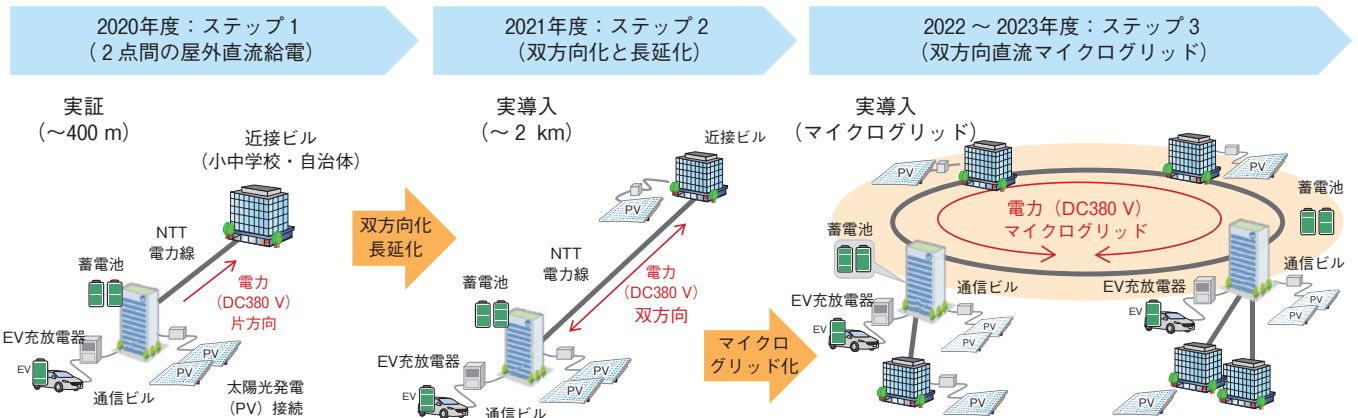 2020年度：ステップ1
（2点間の屋外直流給電）
2021年度：ステップ2
（双方向化と長延化）
2022～2023年度：ステップ3
（双方向直流マイクログリッド）
実証
（～400 m）
近接ビル
（小中学校・自治体）
NTT
電力線
蓄電池
電力
（DC380 V）
片方向
EV充放電器
EV
PV
PV
通信ビル
太陽光発電
（PV）接続
双方向化
長延化
実導入
（～2 km）
近接ビル
PV
NTT
電力線
蓄電池
電力
（DC380 V）
双方向
EV充放電器
EV
PV
PV
通信ビル
マイクロ
グリッド化
実導入
（マイクログリッド）
PV
PV
蓄電池
電力（DC380 V）
マイクログリッド
蓄電池
通信ビル
EV充放電器
EV
PV
PV
PV
通信ビル
EV充放電器
EV
PV
PV
PV
PV